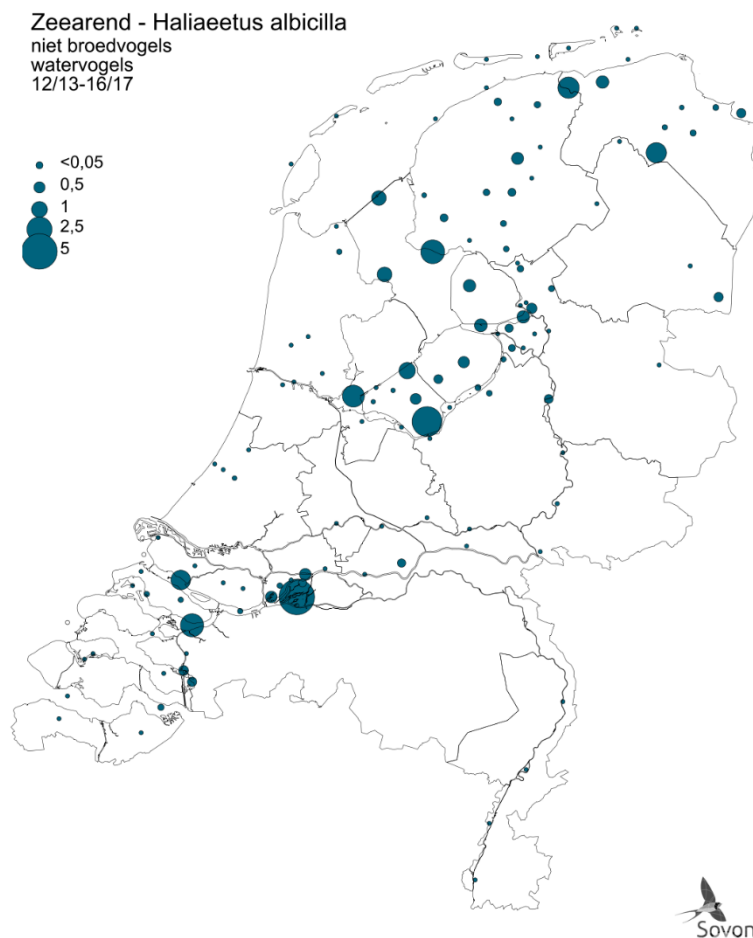 Zeearend - Haliaeetus albicilla
niet broedvogels
watervogels
12/13-16/17
<0,05
0,5
1
2,5
5
Sovon